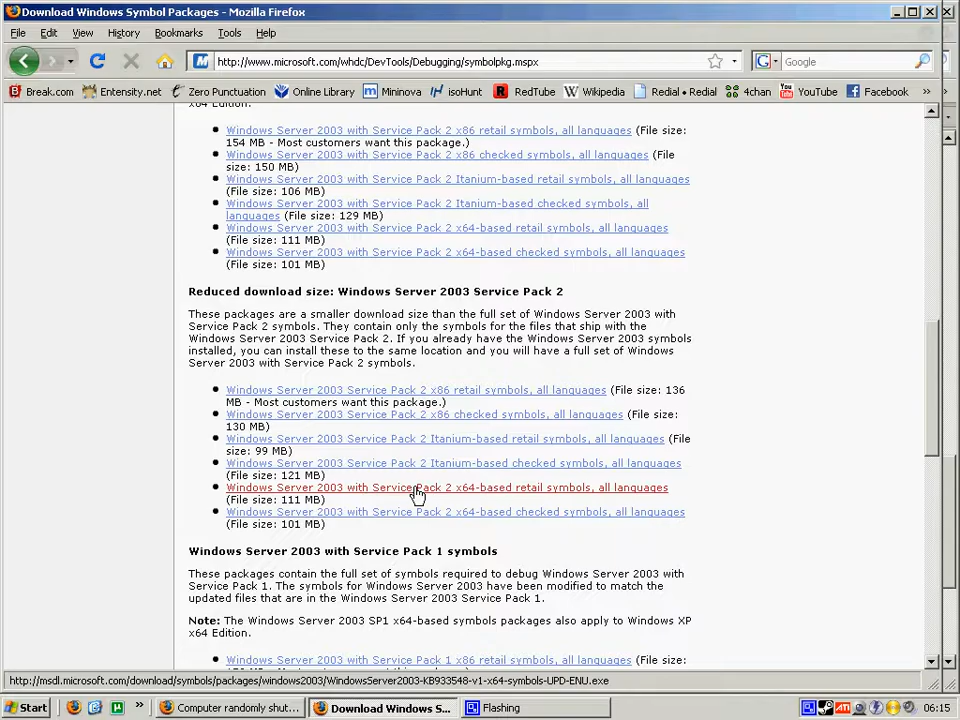 Download Windows Symbol Packages - Mozilla Firefox
File Edit View History Bookmarks Tools Help
http://www.microsoft.com/whdc/DevTools/Debugging/symbolpkg.mspx
Google
Break.com Entensity.net Zero Punctuation Online Library Mininova isoHunt RedTube Wikipedia Redial • Redial 4chan YouTube Facebook »
x64 Edition.
Windows Server 2003 with Service Pack 2 x86 retail symbols, all languages (File size:
154 MB - Most customers want this package.)
Windows Server 2003 with Service Pack 2 x86 checked symbols, all languages (File
size: 150 MB)
Windows Server 2003 with Service Pack 2 Itanium-based retail symbols, all languages
(File size: 106 MB)
Windows Server 2003 with Service Pack 2 Itanium-based checked symbols, all
languages (File size: 129 MB)
Windows Server 2003 with Service Pack 2 x64-based retail symbols, all languages
(File size: 111 MB)
Windows Server 2003 with Service Pack 2 x64-based checked symbols, all languages
(File size: 101 MB)
Reduced download size: Windows Server 2003 Service Pack 2
These packages are a smaller download size than the full set of Windows Server 2003 with
Service Pack 2 symbols. They contain only the symbols for the files that ship with the
Windows Server 2003 Service Pack 2. If you already have the Windows Server 2003 symbols
installed, you can install these to the same location and you will have a full set of Windows
Server 2003 with Service Pack 2 symbols.
Windows Server 2003 Service Pack 2 x86 retail symbols, all languages (File size: 136
MB - Most customers want this package.)
Windows Server 2003 Service Pack 2 x86 checked symbols, all languages (File size:
130 MB)
Windows Server 2003 Service Pack 2 Itanium-based retail symbols, all languages (File
size: 99 MB)
Windows Server 2003 Service Pack 2 Itanium-based checked symbols, all languages
(File size: 121 MB)
Windows Server 2003 with Service Pack 2 x64-based retail symbols, all languages
(File size: 111 MB)
Windows Server 2003 with Service Pack 2 x64-based checked symbols, all languages
(File size: 101 MB)
Windows Server 2003 with Service Pack 1 symbols
These packages contain the full set of symbols required to debug Windows Server 2003 with
Service Pack 1. The symbols for Windows Server 2003 have been modified to match the
updated files that are in the Windows Server 2003 Service Pack 1.
Note: The Windows Server 2003 SP1 x64-based symbols packages also apply to Windows XP
x64 Edition.
Windows Server 2003 with Service Pack 1 x86 retail symbols, all languages (File size:
http://msdl.microsoft.com/download/symbols/packages/windows2003/WindowsServer2003-KB933548-v1-x64-symbols-UPD-ENU.exe
Start » Computer randomly shut... Download Windows S... Flashing ATI 06:15